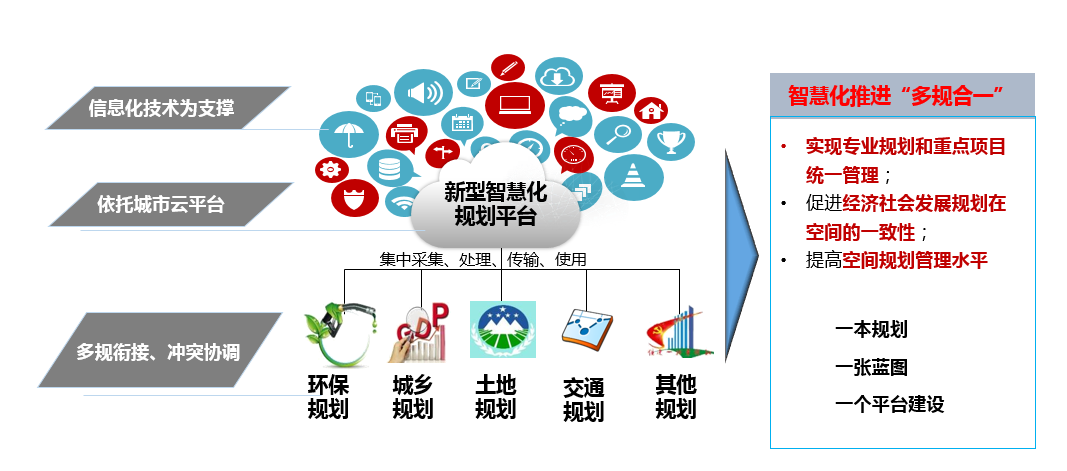 信息化技术为支撑
依托城市云平台
多规衔接、冲突协调
新型智慧化
规划平台
集中采集、处理、传输、使用
GDP
环保
规划
城乡
规划
土地
规划
交通
规划
其他
规划
智慧化推进“多规合一”
• 实现专业规划和重点项目
统一管理；
• 促进经济社会发展规划在
空间的一致性；
• 提高空间规划管理水平
一本规划
一张蓝图
一个平台建设